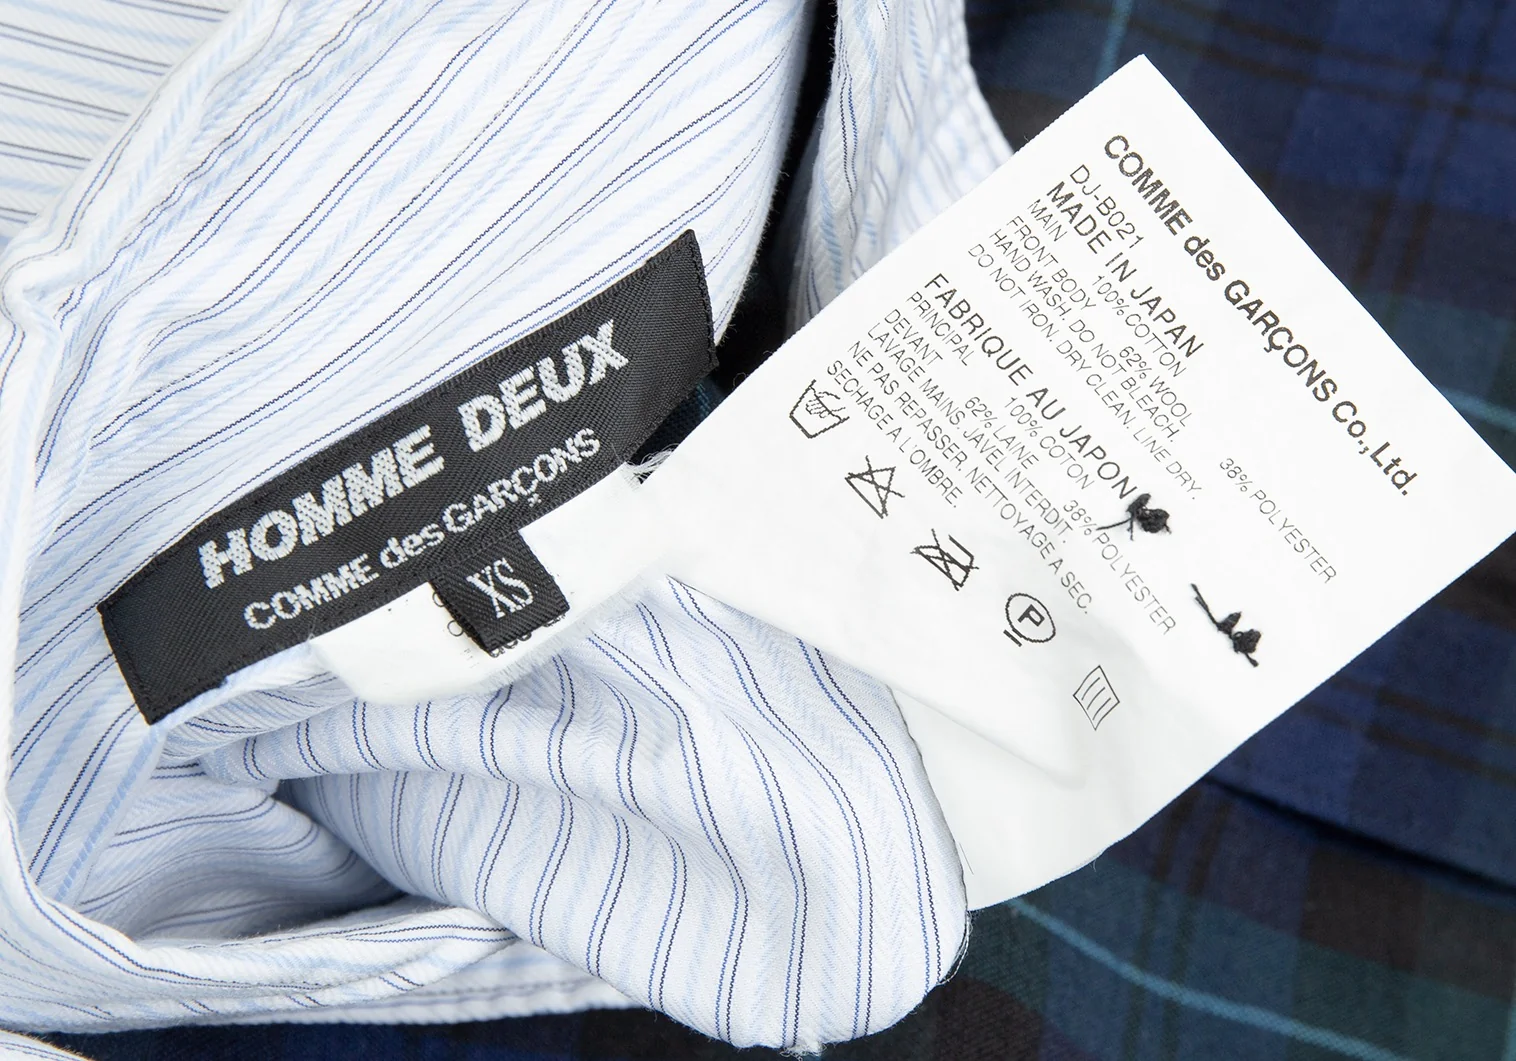 HOMME DEUX
COMME des GARÇONS
XS
COMME des GARÇONS Co.,Ltd.
DJ-B021
MADE IN JAPAN
MAIN 100% COTTON
FRONT BODY 62% WOOL 38% POLYESTER
HAND WASH, DO NOT BLEACH,
DO NOT IRON, DRY CLEAN, LINE DRY.
FABRIQUE AU JAPON
PRINCIPAL 100% COTON
DEVANT 62% LAINE 38% POLYESTER
LAVAGE MAINS, JAVEL INTERDIT.
NE PAS REPASSER, NETTOYAGE A SEC.
SECHAGE A L'OMBRE.
P